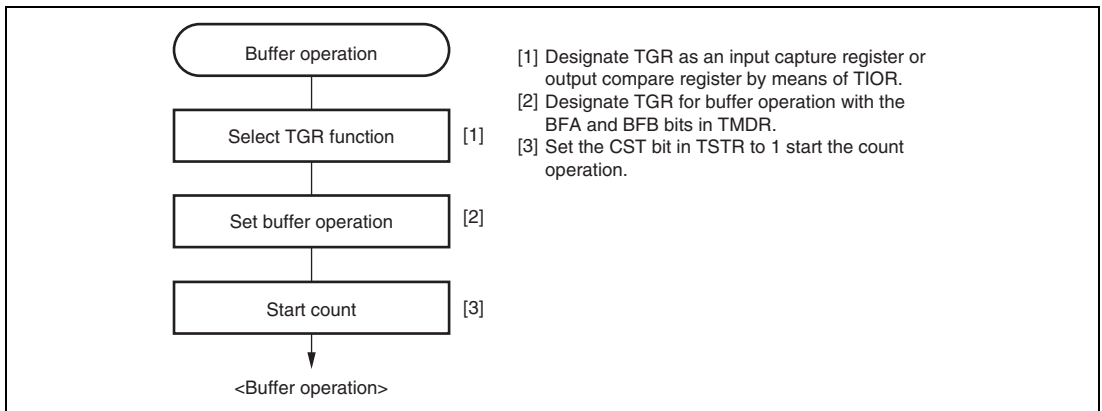 Buffer operation
Select TGR function
[1]
Set buffer operation
[2]
Start count
[3]
<Buffer operation>
[1] Designate TGR as an input capture register or
output compare register by means of TIOR.
[2] Designate TGR for buffer operation with the
BFA and BFB bits in TMDR.
[3] Set the CST bit in TSTR to 1 start the count
operation.